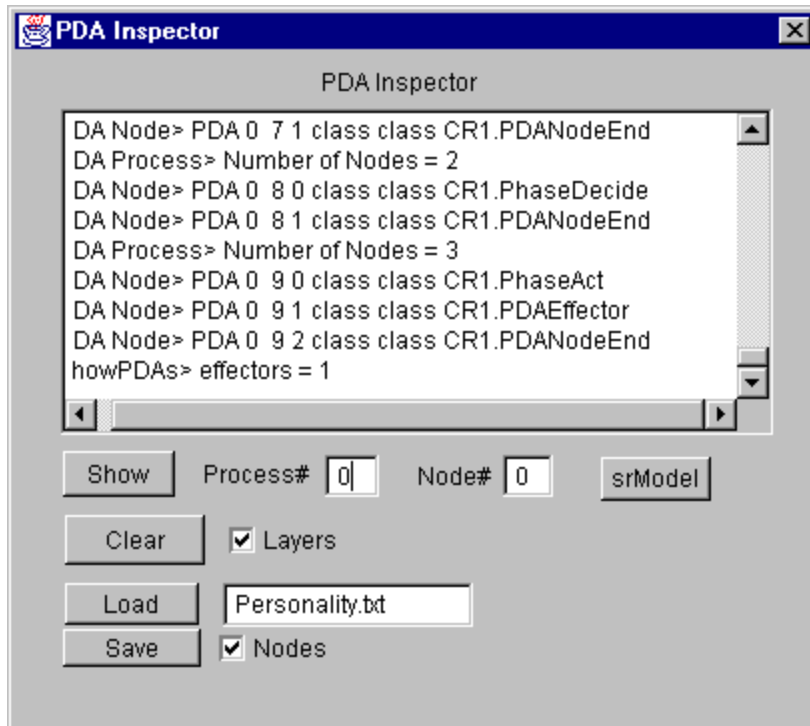 PDA Inspector
PDA Inspector
DA Node> PDA 0  7 1 class class CR1.PDANodeEnd
DA Process> Number of Nodes = 2
DA Node> PDA 0  8 0 class class CR1.PhaseDecide
DA Node> PDA 0  8 1 class class CR1.PDANodeEnd
DA Process> Number of Nodes = 3
DA Node> PDA 0  9 0 class class CR1.PhaseAct
DA Node> PDA 0  9 1 class class CR1.PDAEffector
DA Node> PDA 0  9 2 class class CR1.PDANodeEnd
howPDAs> effectors = 1
Show Process# 0 Node# 0 srModel
Clear Layers
Load Personality.txt
Save Nodes